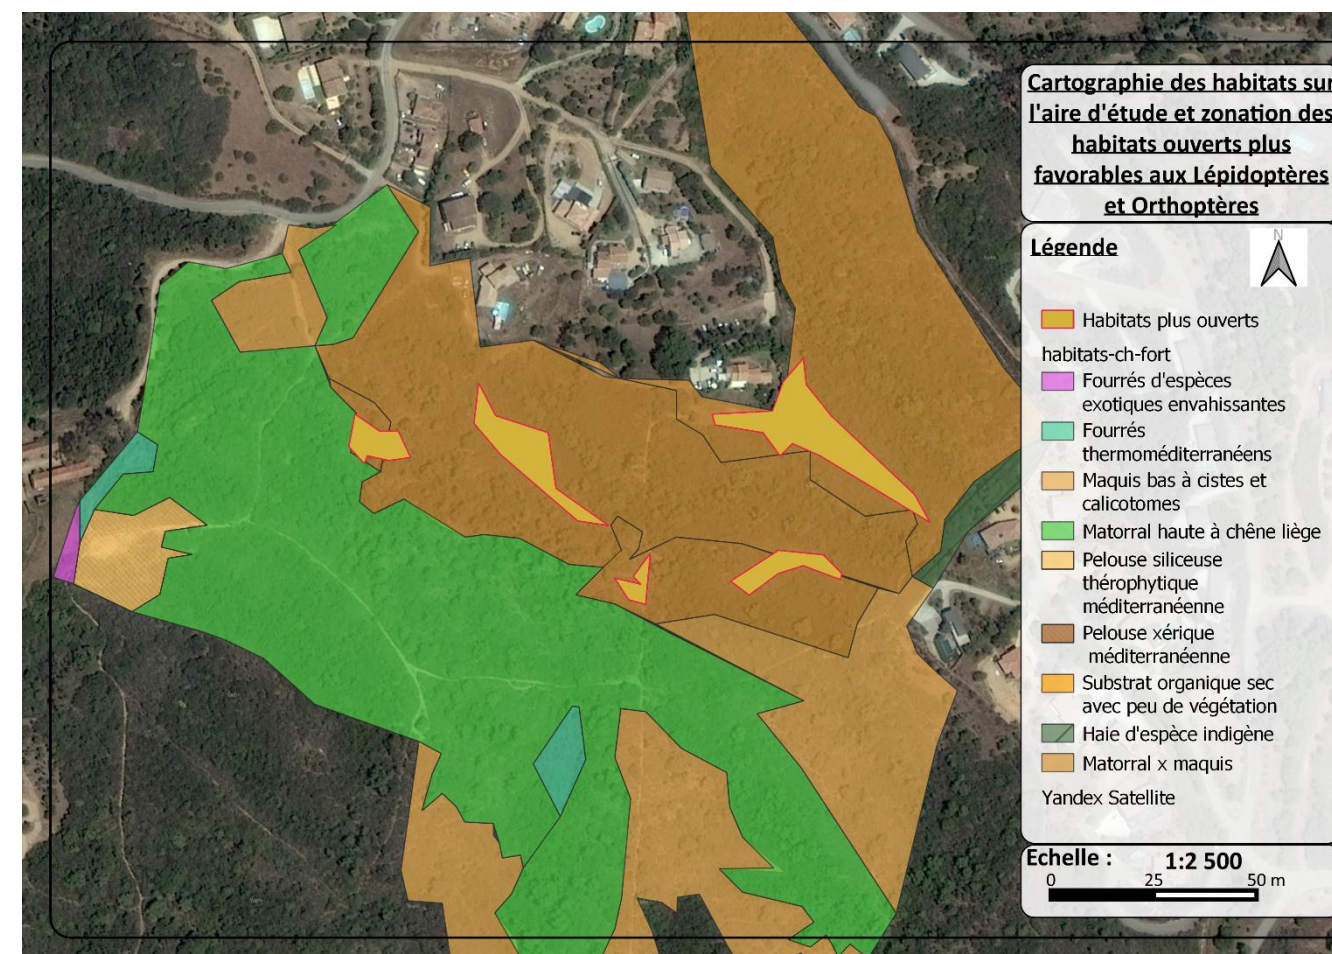 Cartographie des habitats sur
l'aire d'étude et zonation des
habitats ouverts plus
favorables aux Lépidoptères
et Orthoptères
Légende
N
Habitats plus ouverts
habitats-ch-fort
Fourrés d'espèces
exotiques envahissantes
Fourrés
thermoméditerranéens
Maquis bas à cistes et
calicotomes
Matorral haute à chêne liège
Pelouse siliceuse
thérophytique
méditerranéenne
Pelouse xérique
méditerranéenne
Substrat organique sec
avec peu de végétation
Haie d'espèce indigène
Matorral x maquis
Yandex Satellite
Echelle : 1:2 500
0 25 50 m